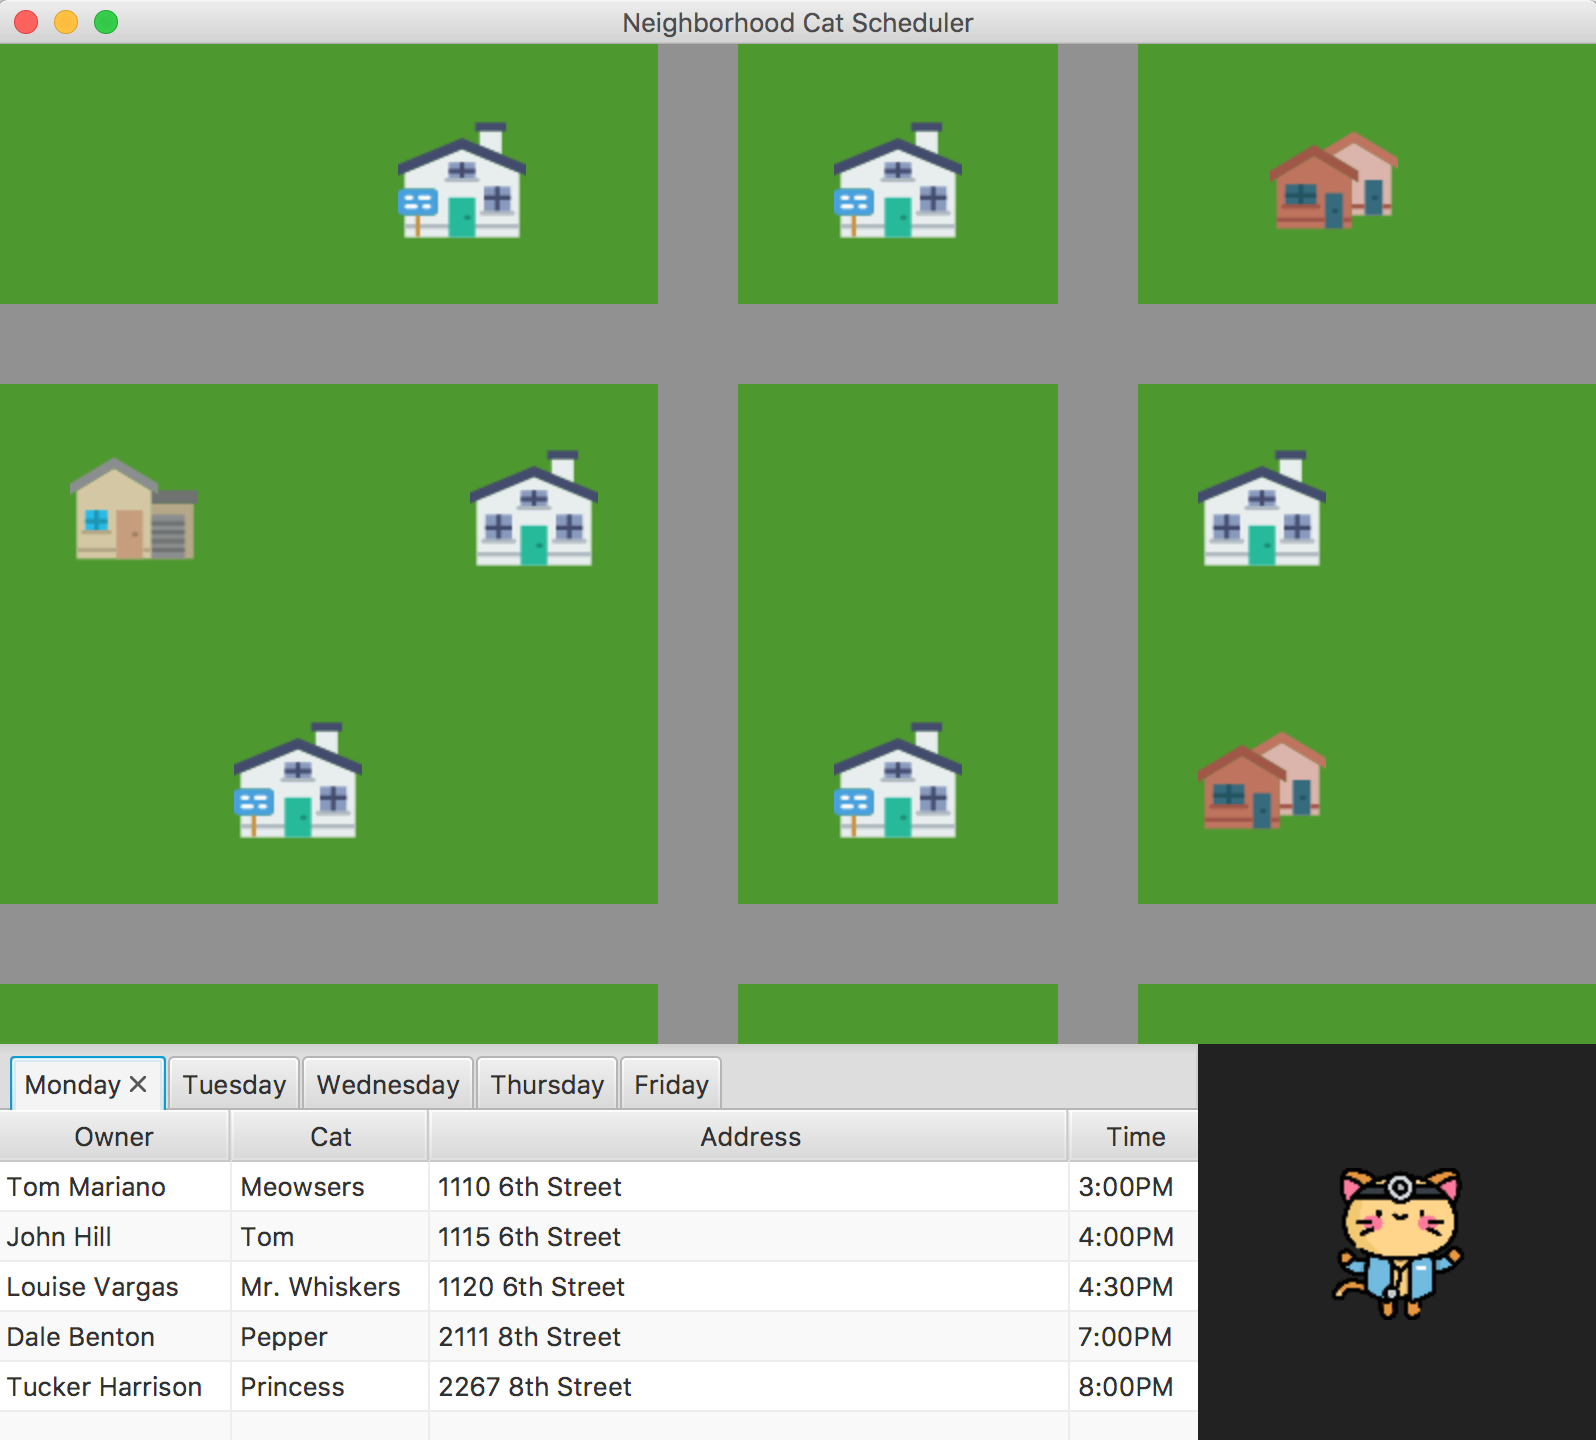 Neighborhood Cat Scheduler
Monday Tuesday Wednesday Thursday Friday
Owner Cat Address Time
Tom Mariano Meowsers 1110 6th Street 3:00PM
John Hill Tom 1115 6th Street 4:00PM
Louise Vargas Mr. Whiskers 1120 6th Street 4:30PM
Dale Benton Pepper 2111 8th Street 7:00PM
Tucker Harrison Princess 2267 8th Street 8:00PM